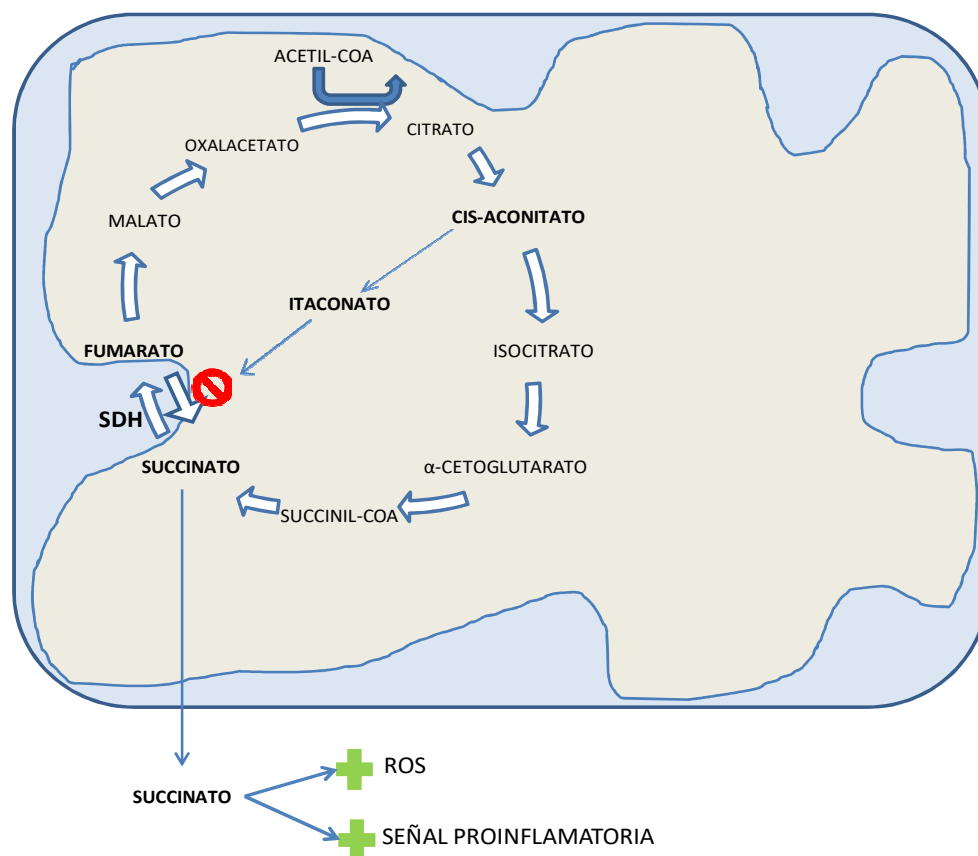 ACETIL-COA
CITRATO
OXALACETATO
CIS-ACONITATO
MALATO
ITACONATO
FUMARATO
ISOCITRATO
SDH
SUCCINATO
α-CETOGLUTARATO
SUCCINIL-COA
ROS
SUCCINATO
SEÑAL PROINFLAMATORIA